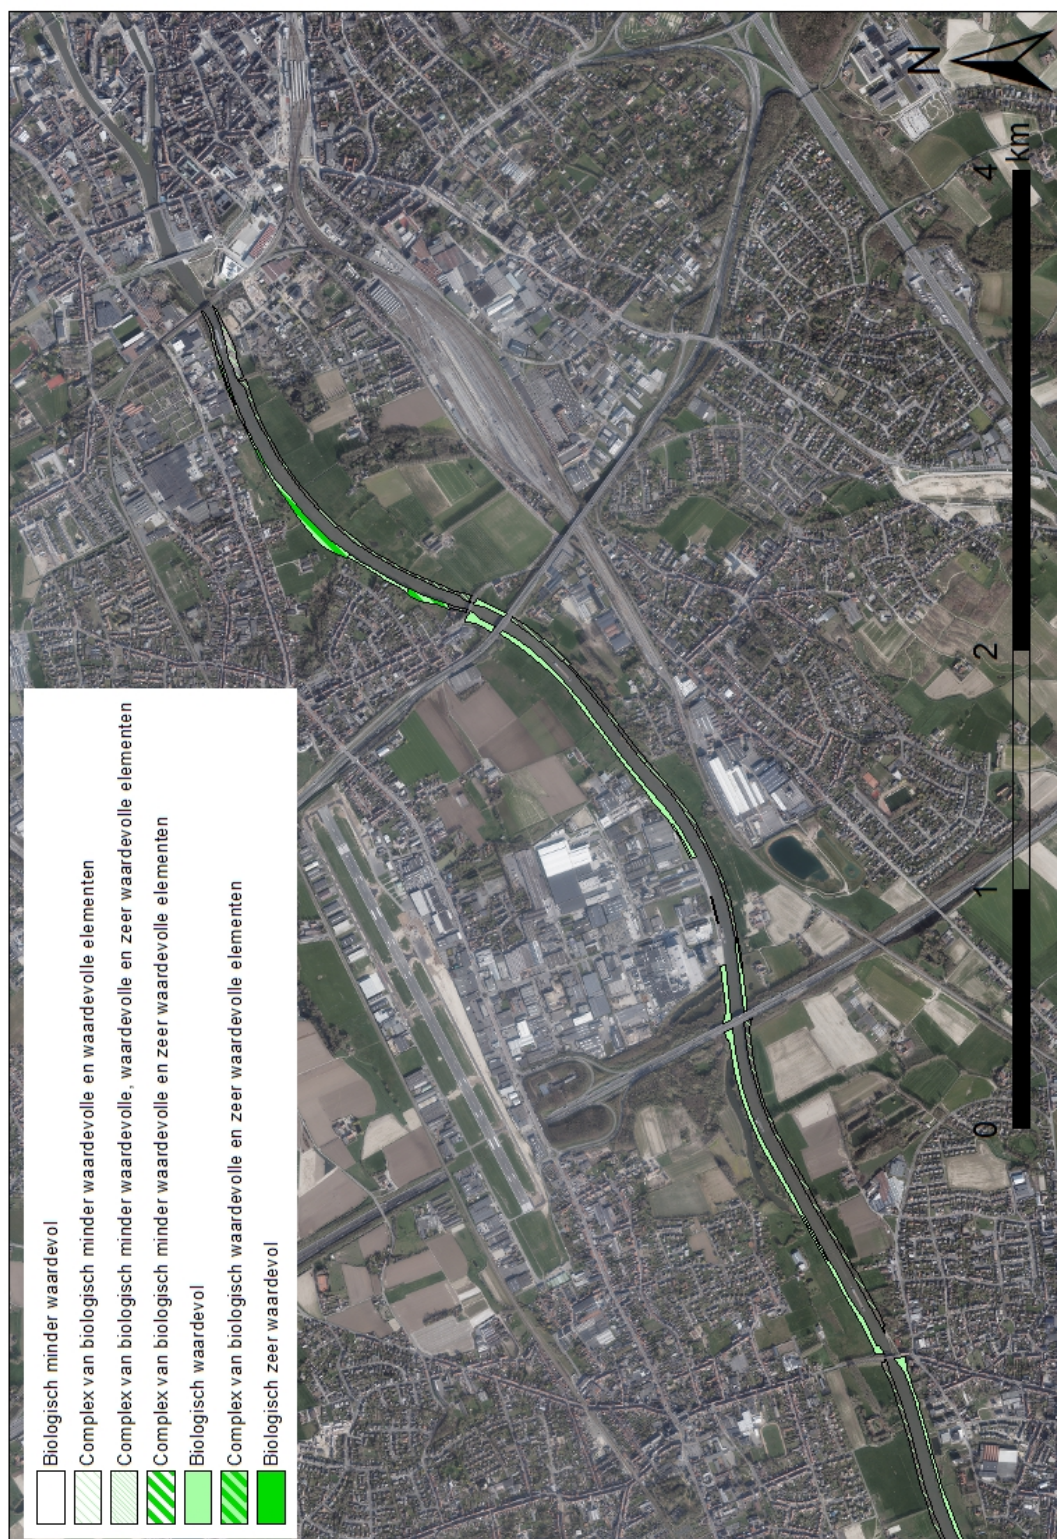 Biologisch minder waardevol
Complex van biologisch minder waardevolle en waardevolle elementen
Complex van biologisch minder waardevolle, waardevolle en zeer waardevolle elementen
Complex van biologisch minder waardevolle en zeer waardevolle elementen
Biologisch waardevol
Complex van biologisch waardevolle en zeer waardevolle elementen
Biologisch zeer waardevol
N
0 1 2 4
km